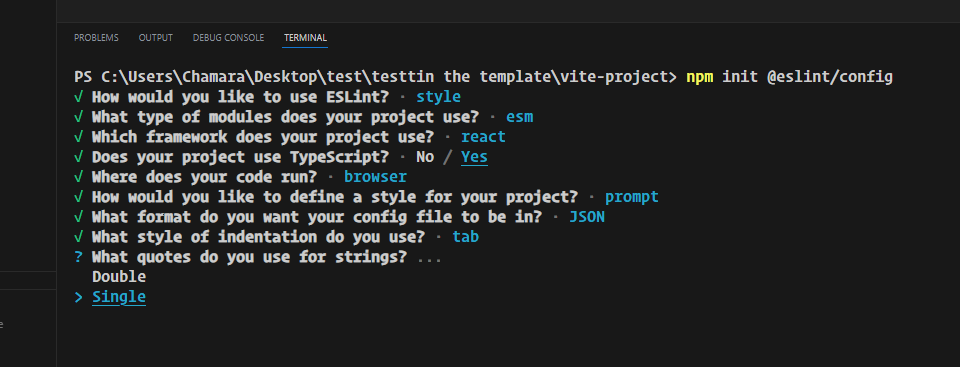 PROBLEMS OUTPUT DEBUG CONSOLE TERMINAL
PS C:\Users\Chamara\Desktop\test\testtin the template\vite-project> npm init @eslint/config
√ How would you like to use ESLint? · style
√ What type of modules does your project use? · esm
√ Which framework does your project use? · react
√ Does your project use TypeScript? · No / Yes
√ Where does your code run? · browser
√ How would you like to define a style for your project? · prompt
√ What format do you want your config file to be in? · JSON
√ What style of indentation do you use? · tab
? What quotes do you use for strings? ...
Double
> Single
e